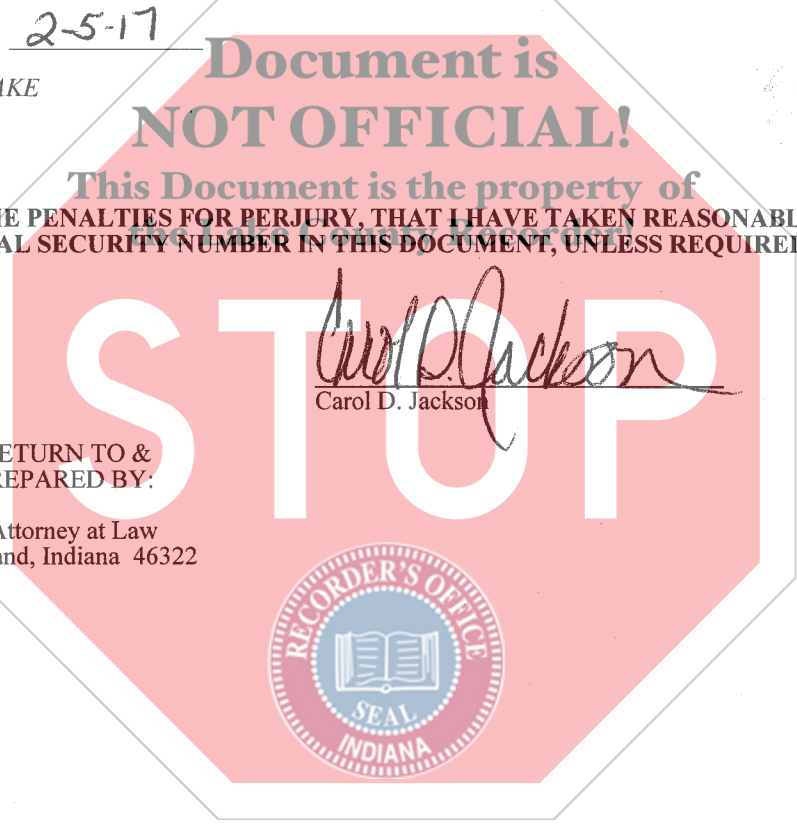 2-5-17
Document is
AKE
NOT OFFICIAL!
This Document is the property of
the Lake County Recorder!
HE PENALTIES FOR PERJURY, THAT I HAVE TAKEN REASONABL
AL SECURITY NUMBER IN THIS DOCUMENT, UNLESS REQUIRED
STOP
Carol D. Jackson
Carol D. Jackson
ETURN TO &
REPARED BY:
Attorney at Law
and, Indiana 46322
RECORDER'S OFFICE
SEAL
INDIANA